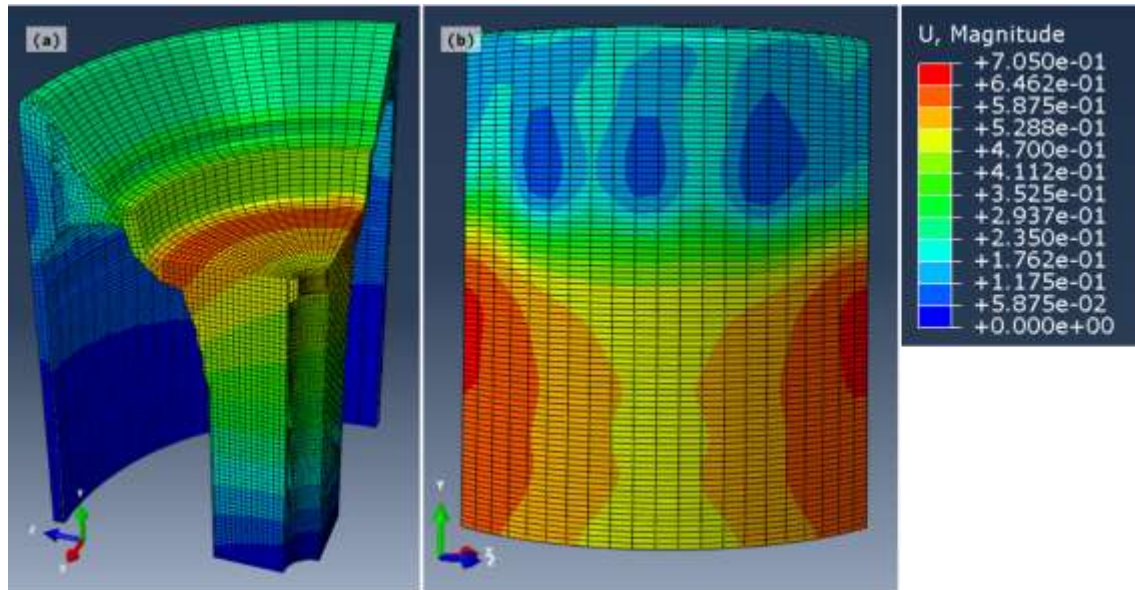 (a)
(b)
U, Magnitude
+7.050e-01
+6.462e-01
+5.875e-01
+5.288e-01
+4.700e-01
+4.112e-01
+3.525e-01
+2.937e-01
+2.350e-01
+1.762e-01
+1.175e-01
+5.875e-02
+0.000e+00
Y
Y
Z